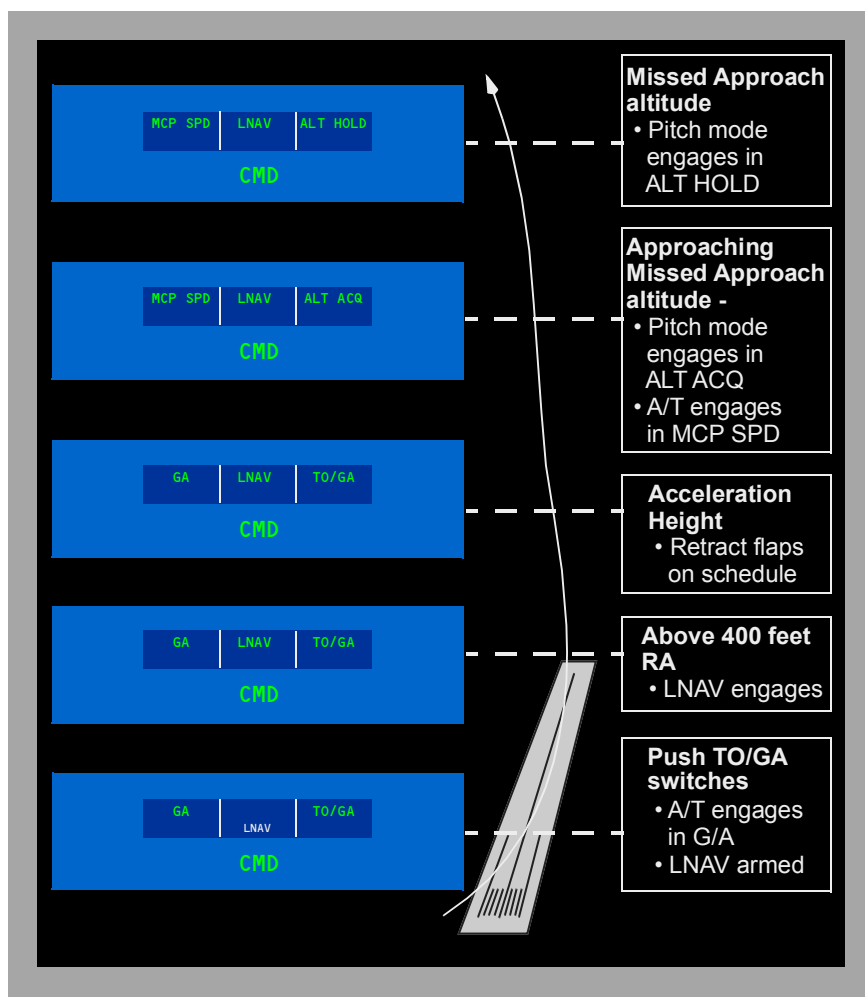 MCP SPD LNAV ALT HOLD
CMD
Missed Approach
altitude
• Pitch mode
engages in
ALT HOLD
MCP SPD LNAV ALT ACQ
CMD
Approaching
Missed Approach
altitude -
• Pitch mode
engages in
ALT ACQ
• A/T engages
in MCP SPD
GA LNAV TO/GA
CMD
Acceleration
Height
• Retract flaps
on schedule
GA LNAV TO/GA
CMD
Above 400 feet
RA
• LNAV engages
GA TO/GA
LNAV
CMD
Push TO/GA
switches
• A/T engages
in G/A
• LNAV armed